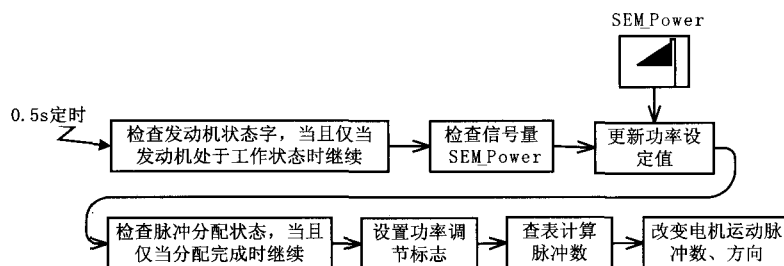 SEM_Power
0.5s定时
检查发动机状态字，当且仅当
发动机处于工作状态时继续
检查信号量
SEM_Power
更新功率设
定值
检查脉冲分配状态，当且
仅当分配完成时继续
设置功率调
节标志
查表计算
脉冲数
改变电机运动脉
冲数、方向